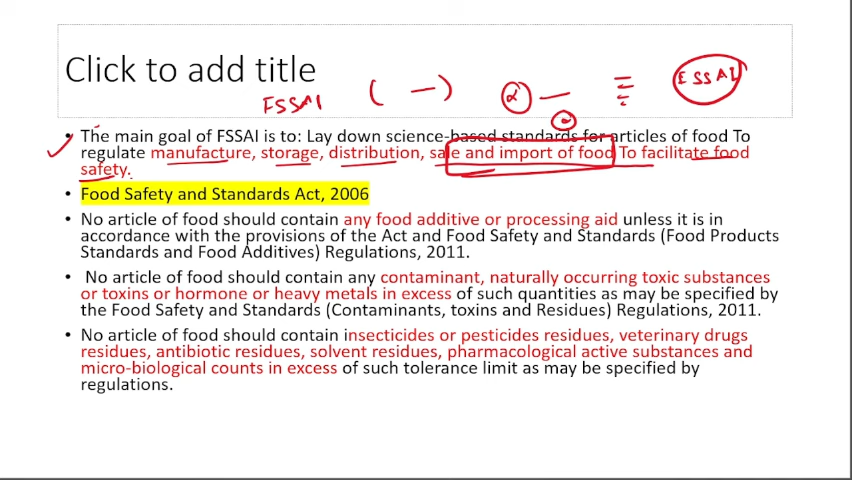 Click to add title
FSSAI ( — )
FSSAI
• The main goal of FSSAI is to: Lay down science-based standards for articles of food To
regulate manufacture, storage, distribution, sale and import of food To facilitate food
safety.
• Food Safety and Standards Act, 2006
• No article of food should contain any food additive or processing aid unless it is in
accordance with the provisions of the Act and Food Safety and Standards (Food Products
Standards and Food Additives) Regulations, 2011.
• No article of food should contain any contaminant, naturally occurring toxic substances
or toxins or hormone or heavy metals in excess of such quantities as may be specified by
the Food Safety and Standards (Contaminants, toxins and Residues) Regulations, 2011.
• No article of food should contain insecticides or pesticides residues, veterinary drugs
residues, antibiotic residues, solvent residues, pharmacological active substances and
micro-biological counts in excess of such tolerance limit as may be specified by
regulations.